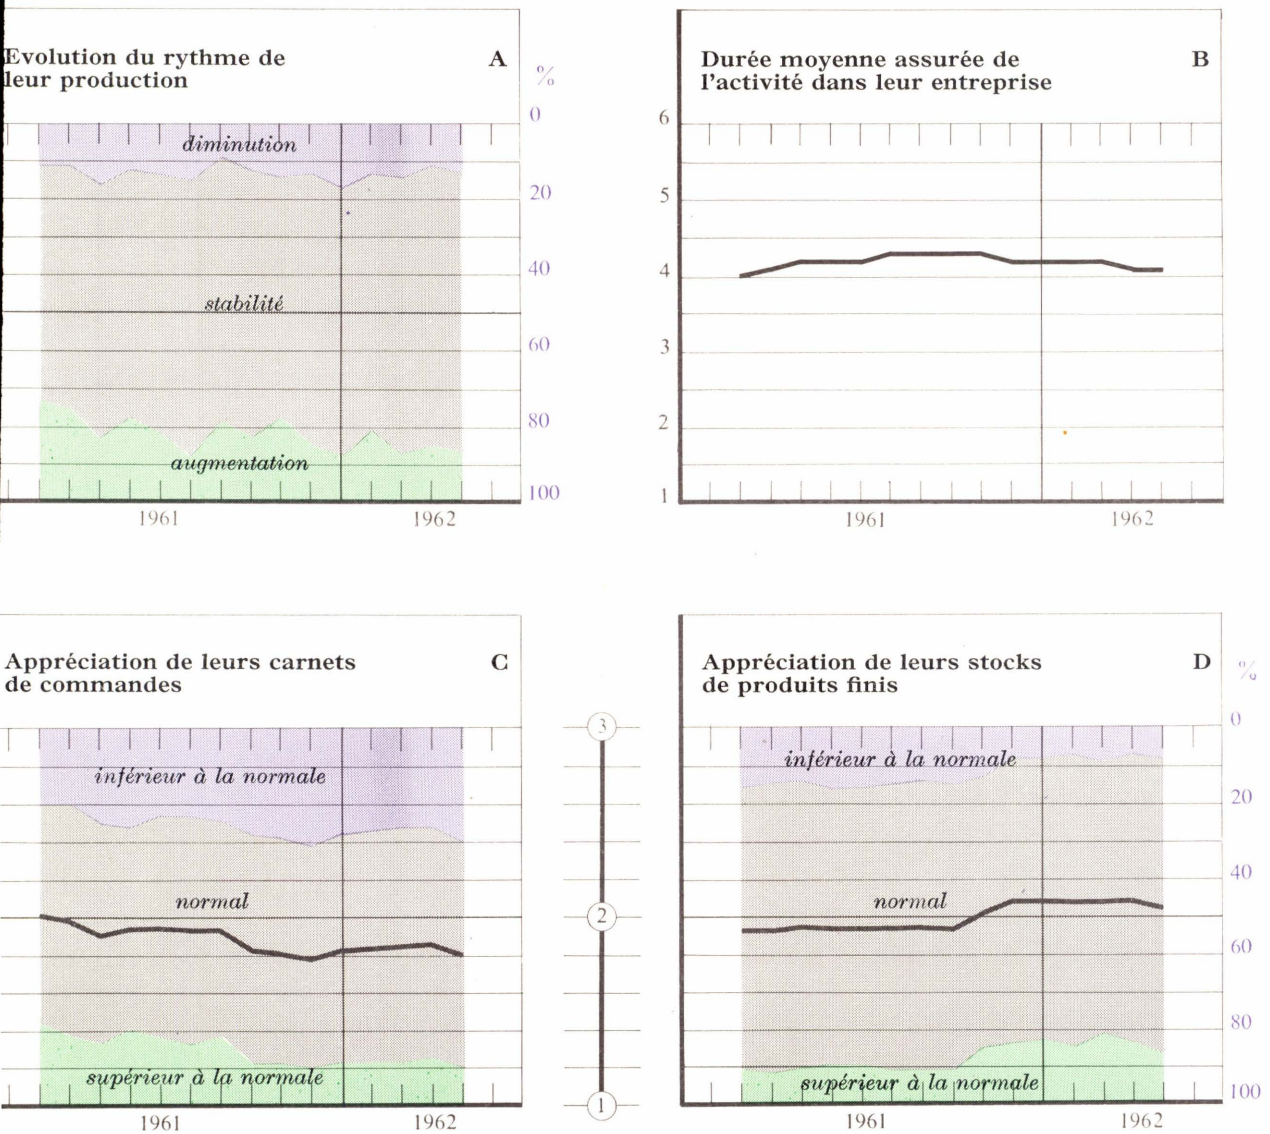 Evolution du rythme de
leur production
A
%
0
diminution
20
40
stabilité
60
80
augmentation
100
1961
1962
Durée moyenne assurée de
l'activité dans leur entreprise
B
6
5
4
3
2
1
1961
1962
Appréciation de leurs carnets
de commandes
C
inférieur à la normale
normal
supérieur à la normale
1961
1962
3
2
1
Appréciation de leurs stocks
de produits finis
D
%
0
inférieur à la normale
20
40
normal
60
80
supérieur à la normale
100
1961
1962